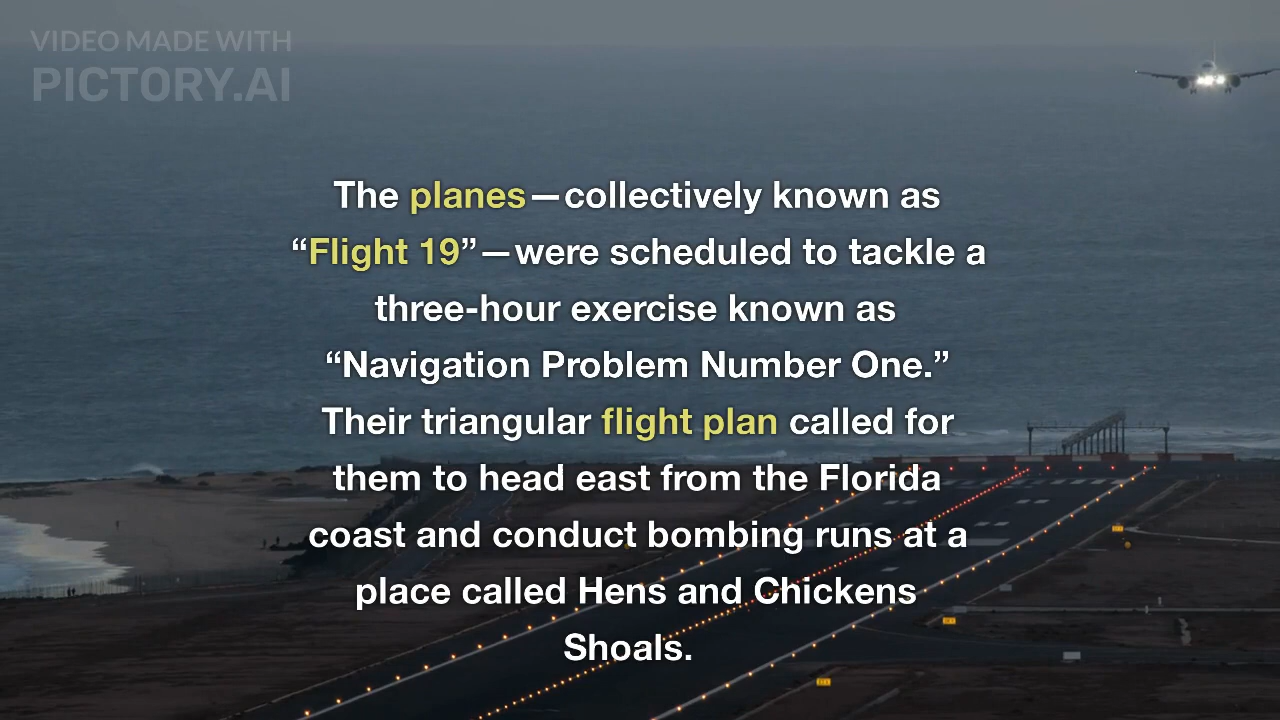 VIDEO MADE WITH
PICTORY.AI
The planes—collectively known as
“Flight 19”—were scheduled to tackle a
three-hour exercise known as
“Navigation Problem Number One.”
Their triangular flight plan called for
them to head east from the Florida
coast and conduct bombing runs at a
place called Hens and Chickens
Shoals.